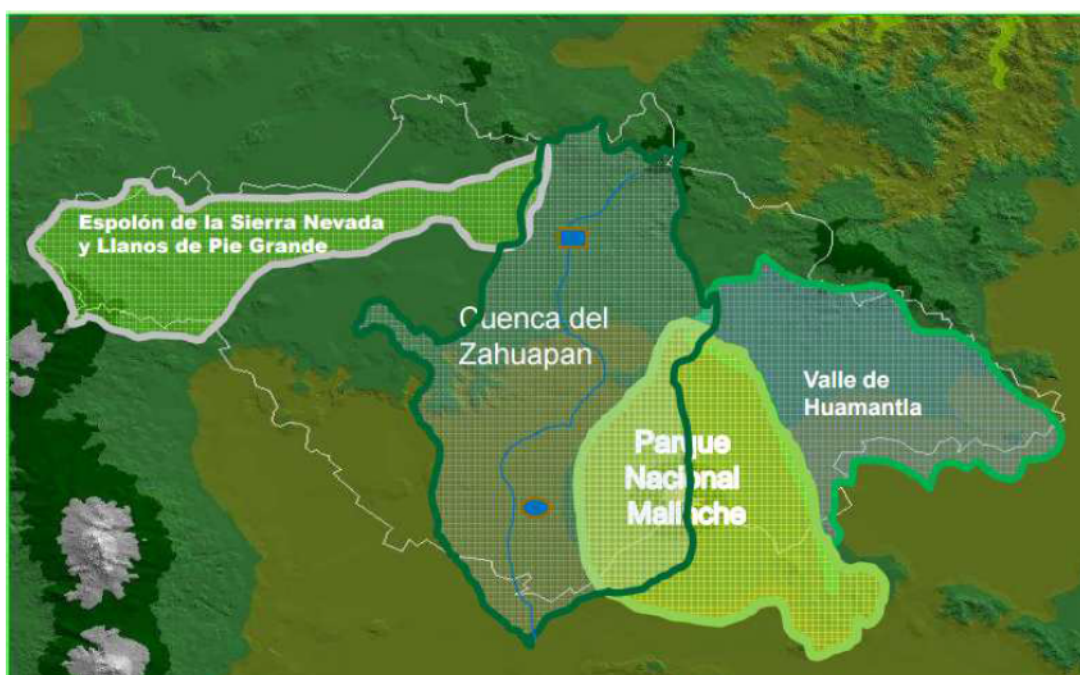 Espolón de la Sierra Nevada
y Llanos de Pie Grande
Cuenca del
Zahuapan
Valle de
Huamantla
Parque
Nacional
Malinche